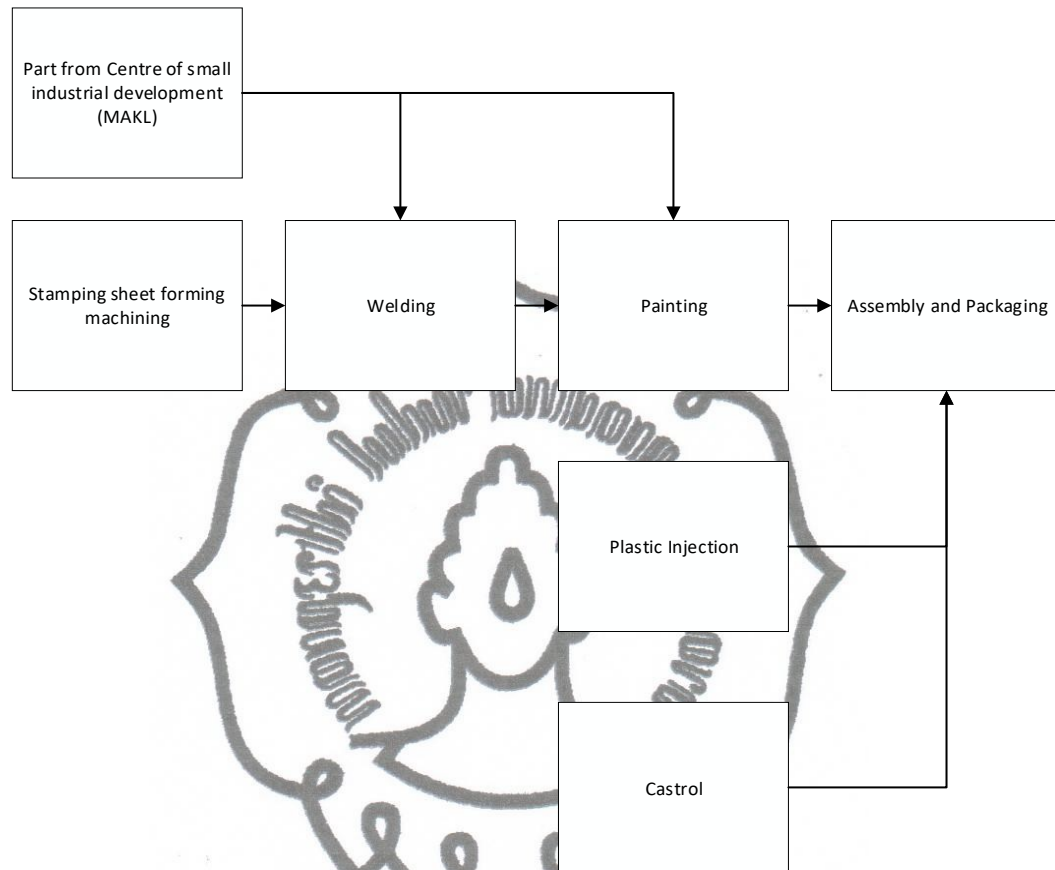 Part from Centre of small
industrial development
(MAKL)
Stamping sheet forming
machining
Welding
Painting
Assembly and Packaging
Plastic Injection
Castrol